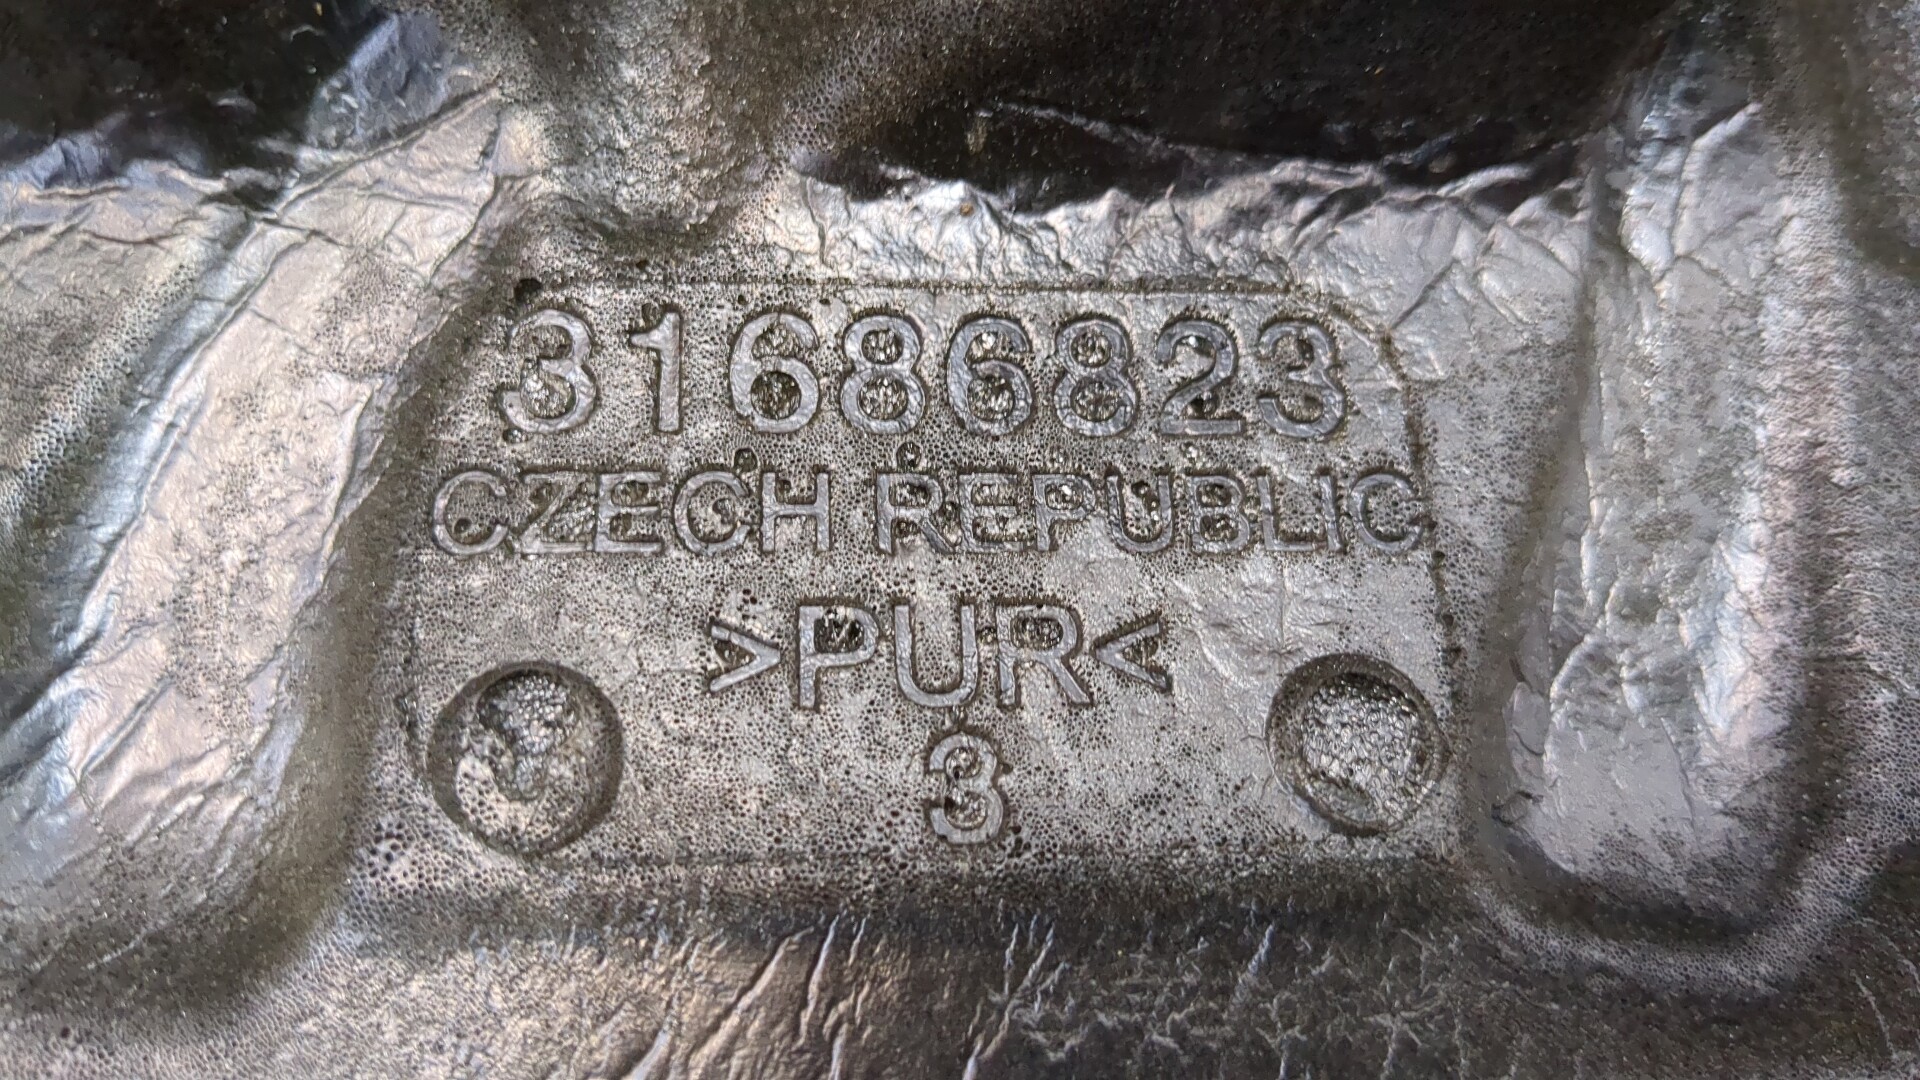 31686823
CZECH REPUBLIC
>PUR<
3